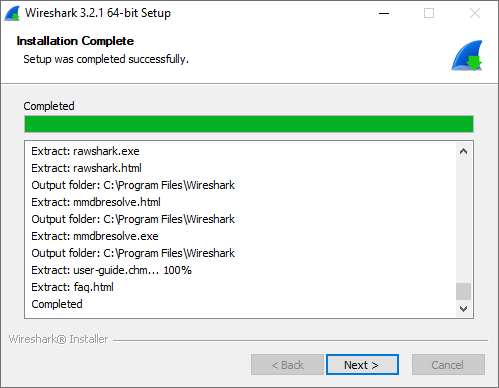 Wireshark 3.2.1 64-bit Setup
Installation Complete
Setup was completed successfully.
Completed
Extract: rawshark.exe
Extract: rawshark.html
Output folder: C:\Program Files\Wireshark
Extract: mmdbresolve.html
Output folder: C:\Program Files\Wireshark
Extract: mmdbresolve.exe
Output folder: C:\Program Files\Wireshark
Extract: user-guide.chm... 100%
Extract: faq.html
Completed
Wireshark® Installer
< Back
Next >
Cancel